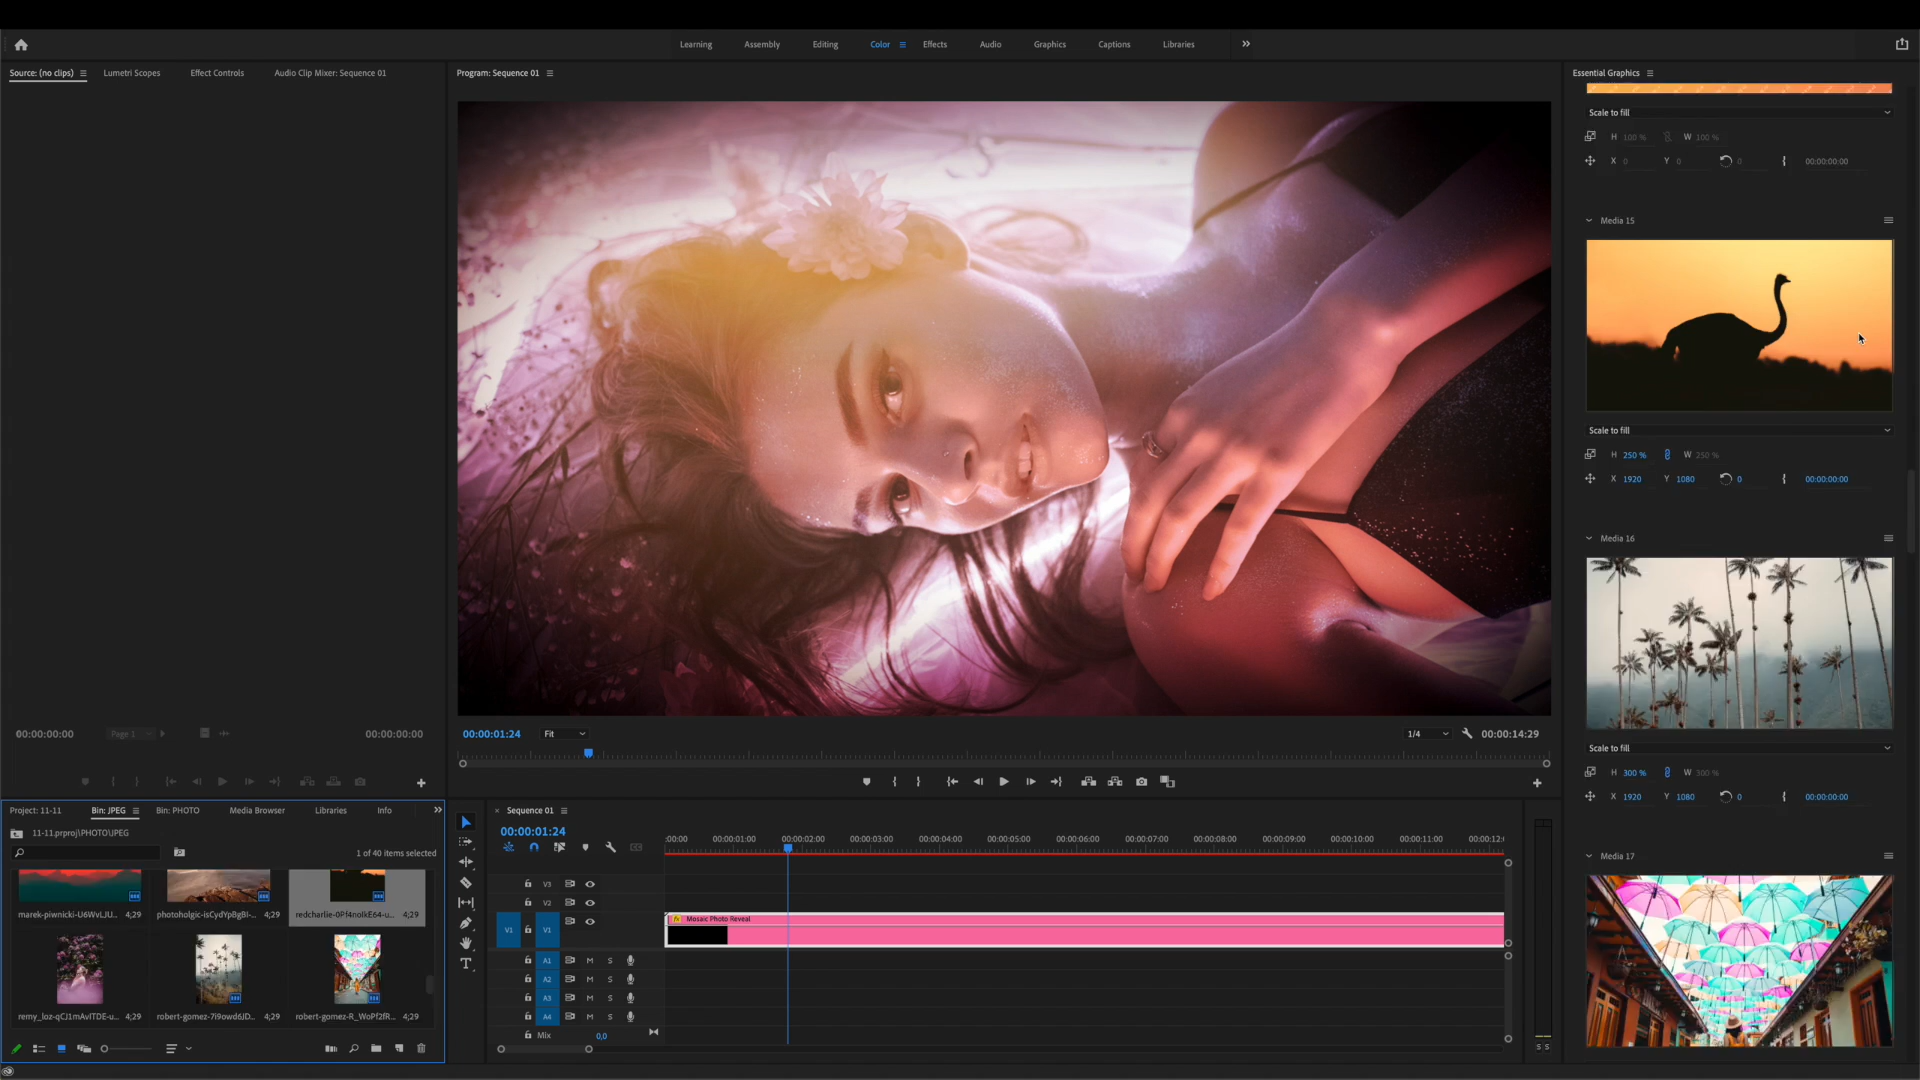 Learning
Assembly
Editing
Color
Effects
Audio
Graphics
Captions
Libraries
Source: (no clips)
Lumetri Scopes
Effect Controls
Audio Clip Mixer: Sequence 01
Program: Sequence 01
Essential Graphics
Scale to fill
H 100 % W 100 %
X 0 Y 0 0 00:00:00:00
Media 15
Scale to fill
H 250 % W 250 %
X 1920 Y 1080 0 00:00:00:00
Media 16
Scale to fill
H 300 % W 300 %
X 1920 Y 1080 0 00:00:00:00
Media 17
00:00:00:00
Page 1
00:00:00:00
00:00:01:24
Fit
1/4
00:00:14:29
Project: 11-11
Bin: JPEG
Bin: PHOTO
Media Browser
Libraries
Info
11-11.prproj\PHOTO\JPEG
1 of 40 items selected
marek-piwnicki-U6WvLJU... 4;29
photoholgic-isCydYpBgBI-... 4;29
redcharlie-0Pf4noIkE64-u... 4;29
remy_loz-qCJ1mAvITDE-u... 4;29
robert-gomez-7i9owd6JD... 4;29
robert-gomez-R_WoPf2fR... 4;29
Sequence 01
00:00:01:24
:00:00
00:00:01:00
00:00:02:00
00:00:03:00
00:00:04:00
00:00:05:00
00:00:06:00
00:00:07:00
00:00:08:00
00:00:09:00
00:00:10:00
00:00:11:00
00:00:12:
V3
V2
V1 V1
fx Mosaic Photo Reveal
A1 M S
A2 M S
A3 M S
A4 M S
Mix 0,0
S S